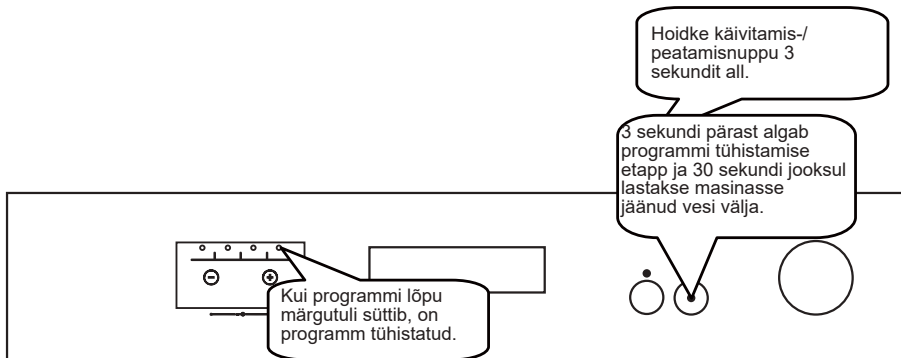 Hoidke käivitamis-/
peatamisnuppu 3
sekundit all.
3 sekundi pärast algab
programmi tühistamise
etapp ja 30 sekundi jooksul
lastakse masinasse
jäänud vesi välja.
Kui programmi lõpu
märgutuli süttib, on
programm tühistatud.